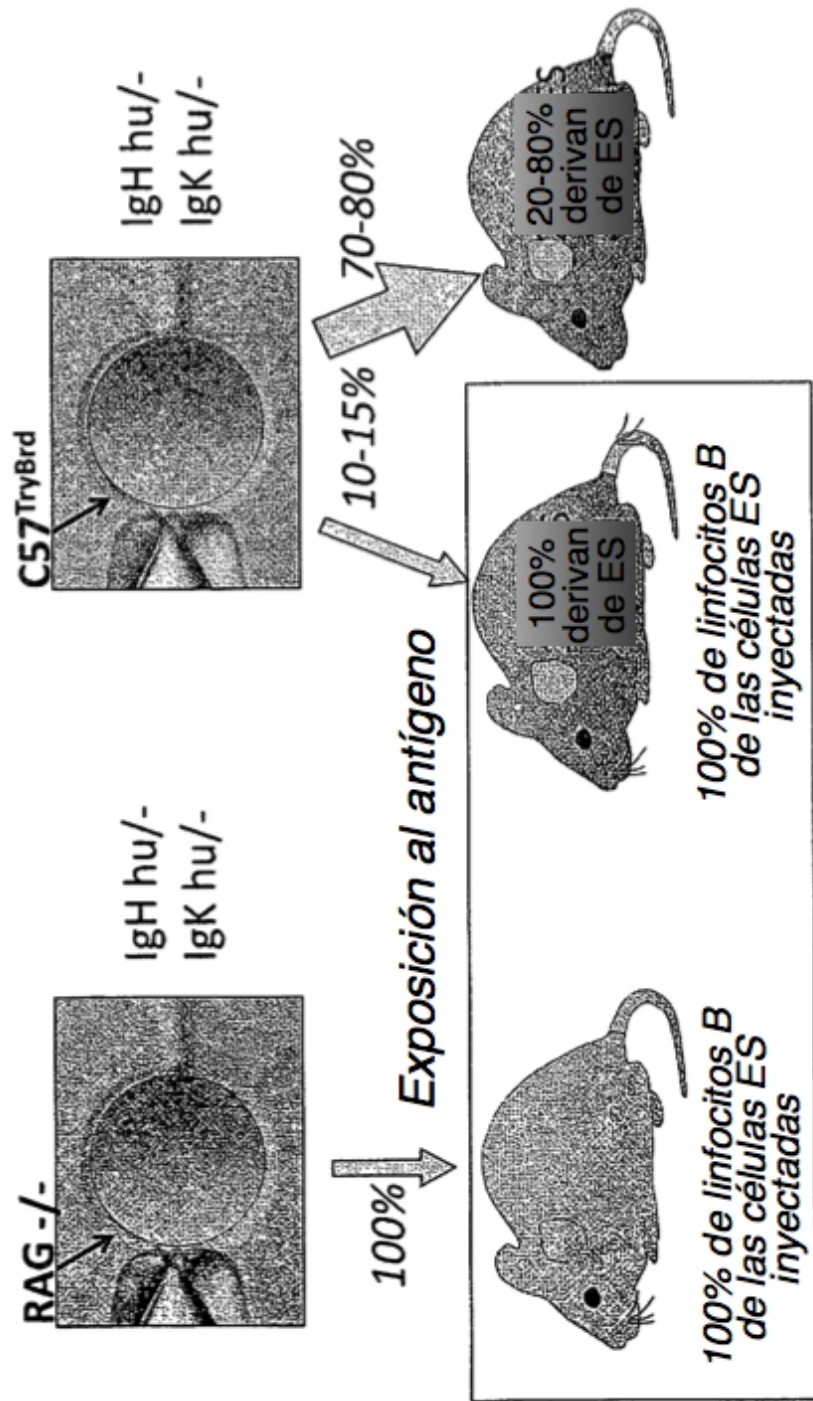 RAG -/-
IgH hu/-
IgK hu/-
C57TryBrd
IgH hu/-
IgK hu/-
100%
10-15%
70-80%
Exposición al antígeno
100%
derivan
de ES
20-80%
derivan
de ES
100% de linfocitos B
de las células ES
inyectadas
100% de linfocitos B
de las células ES
inyectadas